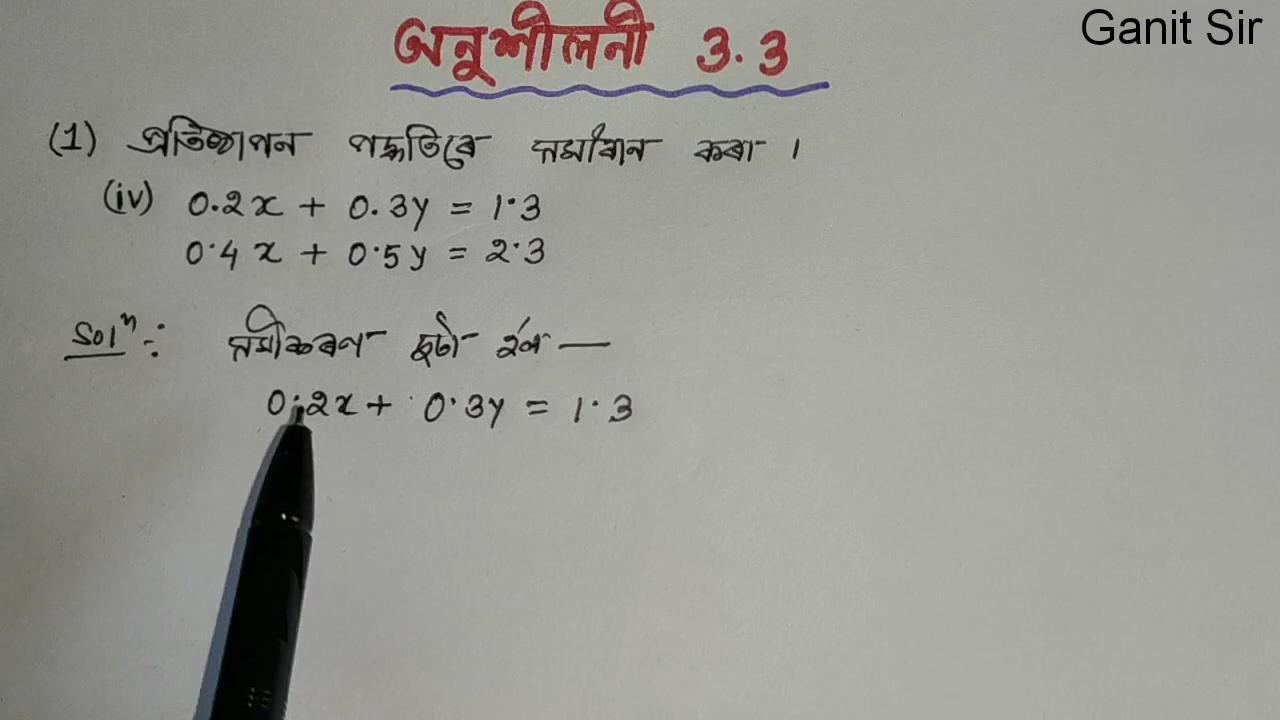 Ganit Sir
অনুশীলনী 3.3
(1) প্ৰতিস্থাপন পদ্ধতিৰে সমাধান কৰা ।
(iv) 0.2x + 0.3y = 1.3
0.4x + 0.5y = 2.3
Solⁿ : সমীকৰণ দুটা হ'ল —
0.2x + 0.3y = 1.3